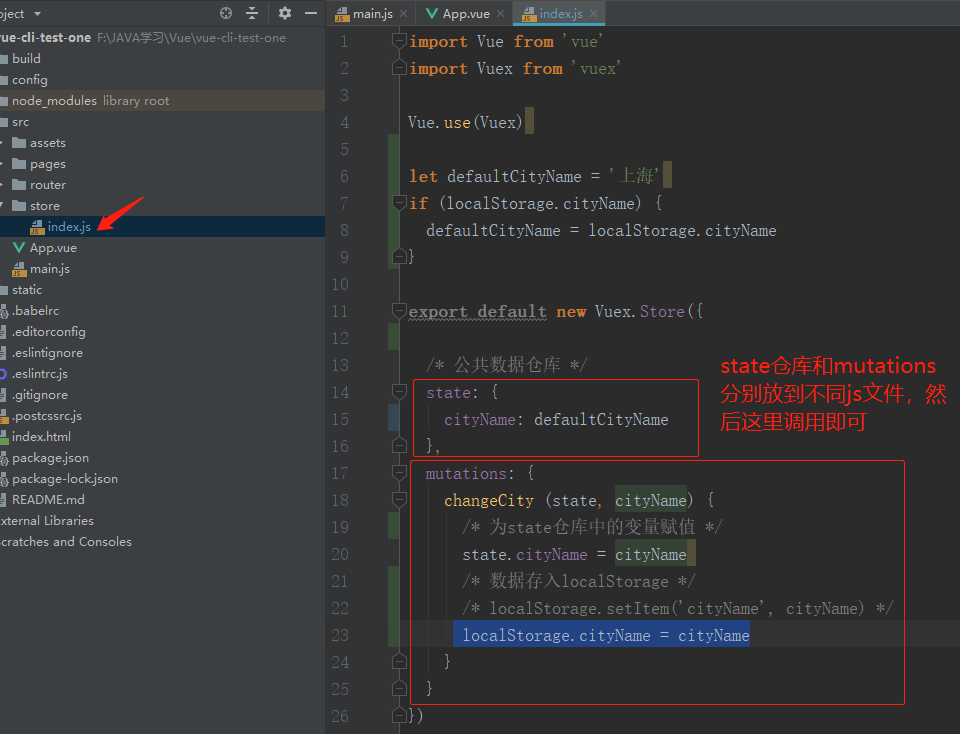 ject
main.js
App.vue
index.js
ue-cli-test-one F:\JAVA学习\Vue\vue-cli-test-one
build
config
node_modules library root
src
assets
pages
router
store
index.js
App.vue
main.js
static
.babelrc
.editorconfig
.eslintignore
.eslintrc.js
.gitignore
.postcssrc.js
index.html
package.json
package-lock.json
README.md
xternal Libraries
cratches and Consoles
1 import Vue from 'vue'
2 import Vuex from 'vuex'
3
4 Vue.use(Vuex)
5
6 let defaultCityName = '上海'
7 if (localStorage.cityName) {
8 defaultCityName = localStorage.cityName
9 }
10
11 export default new Vuex.Store({
12
13 /* 公共数据仓库 */
14 state: {
15 cityName: defaultCityName
16 },
17 mutations: {
18 changeCity (state, cityName) {
19 /* 为state仓库中的变量赋值 */
20 state.cityName = cityName
21 /* 数据存入localStorage */
22 /* localStorage.setItem('cityName', cityName) */
23 localStorage.cityName = cityName
24 }
25 }
26 })
state仓库和mutations
分别放到不同js文件，然
后这里调用即可